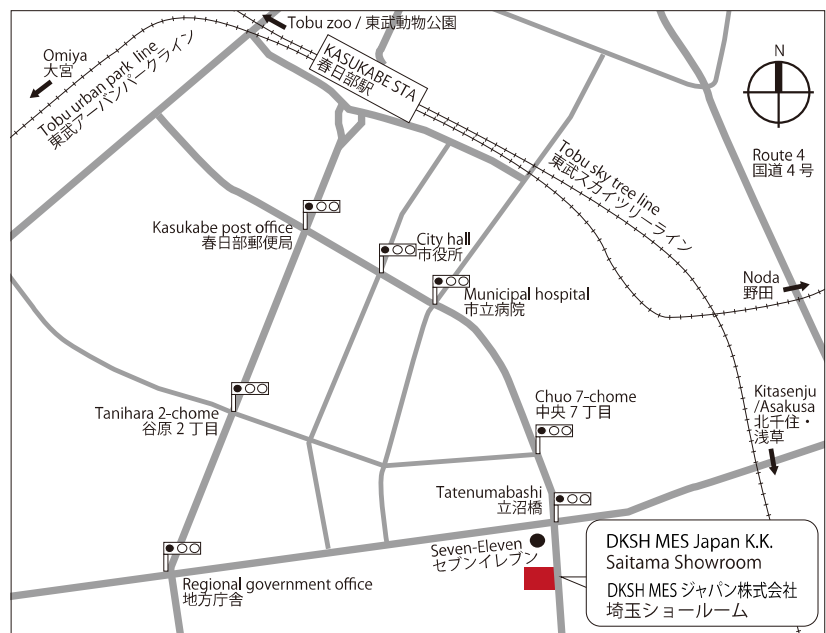 Tobu zoo / 東武動物公園
Omiya
大宮
Tobu urban park line
東武アーバンパークライン
KASUKABE STA
春日部駅
N
Route 4
国道 4 号
Tobu sky tree line
東武スカイツリーライン
Kasukabe post office
春日部郵便局
City hall
市役所
Municipal hospital
市立病院
Noda
野田
Tanihara 2-chome
谷原 2 丁目
Chuo 7-chome
中央 7 丁目
Kitasenju
/Asakusa
北千住・
浅草
Tatenumabashi
立沼橋
Seven-Eleven
セブンイレブン
Regional government office
地方庁舎
DKSH MES Japan K.K.
Saitama Showroom
DKSH MES ジャパン株式会社
埼玉ショールーム